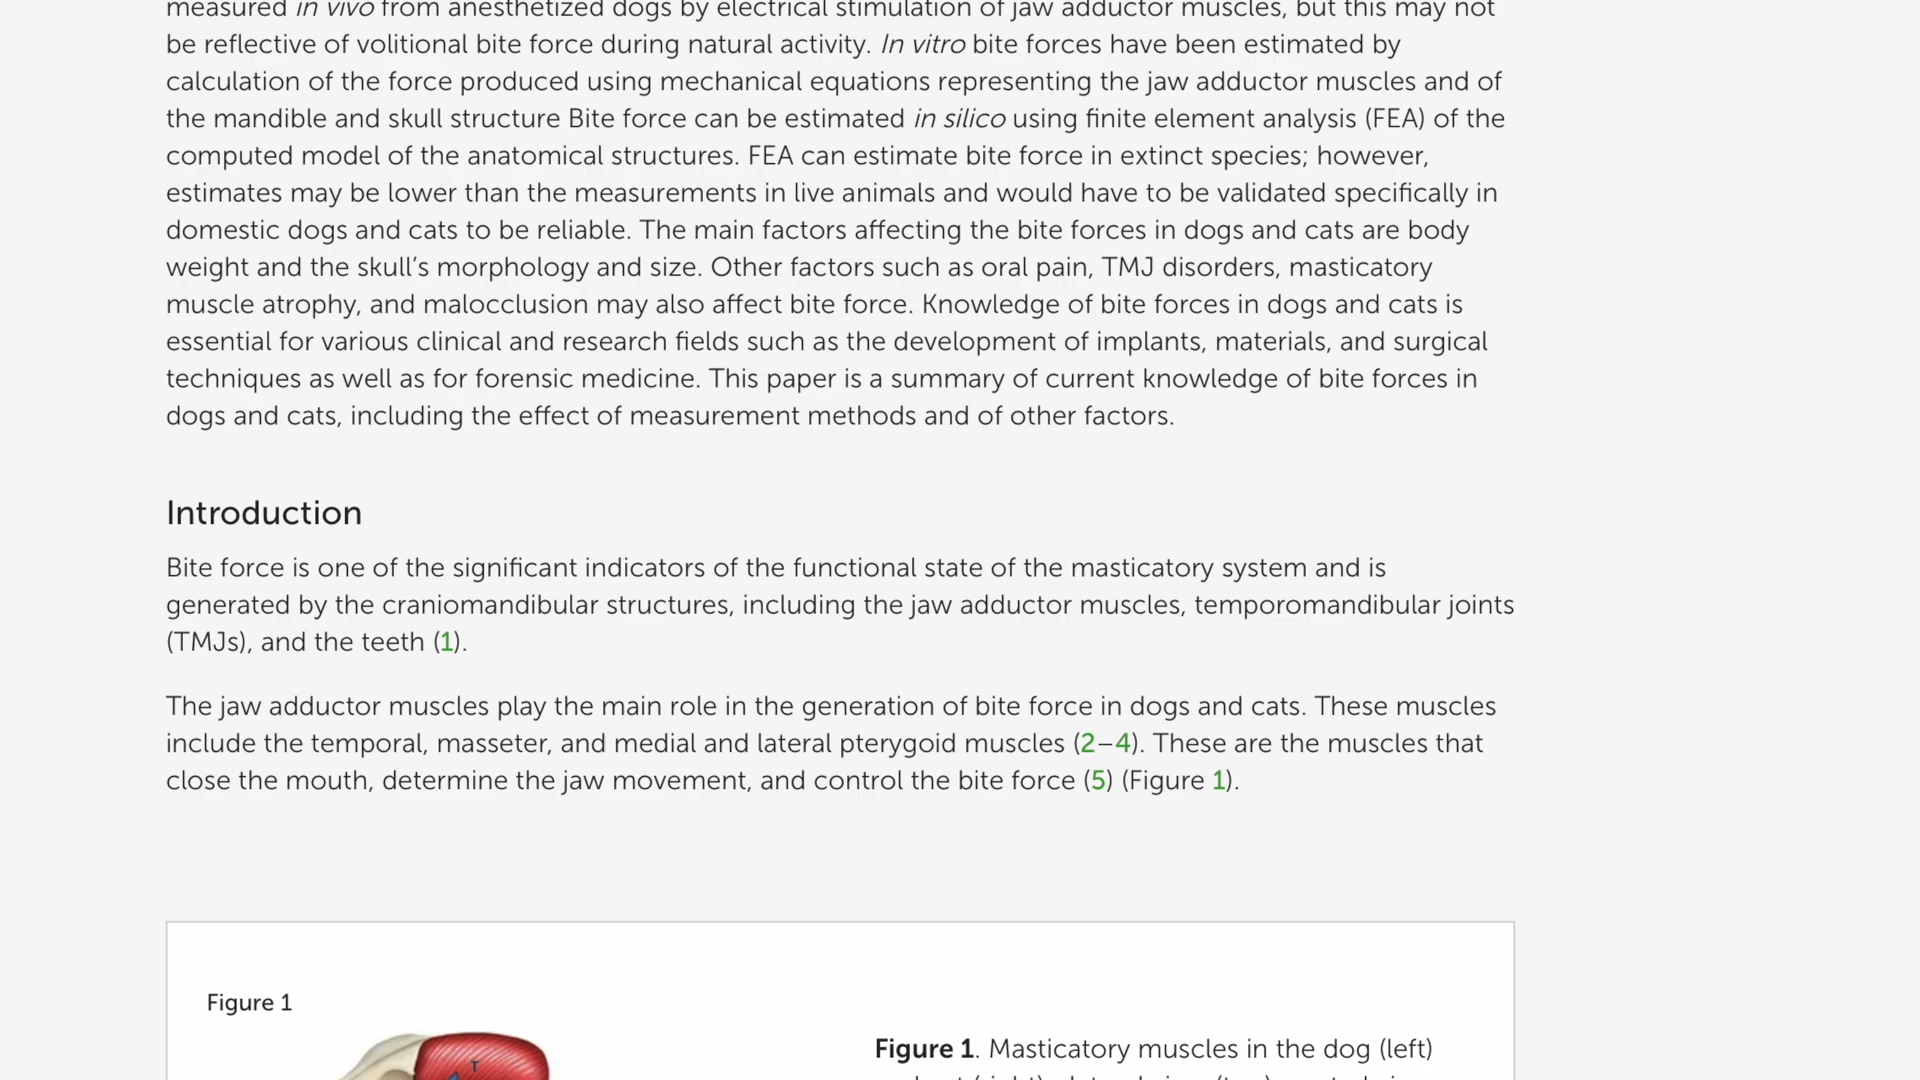 measured in vivo from anesthetized dogs by electrical stimulation of jaw adductor muscles, but this may not
be reflective of volitional bite force during natural activity. In vitro bite forces have been estimated by
calculation of the force produced using mechanical equations representing the jaw adductor muscles and of
the mandible and skull structure Bite force can be estimated in silico using finite element analysis (FEA) of the
computed model of the anatomical structures. FEA can estimate bite force in extinct species; however,
estimates may be lower than the measurements in live animals and would have to be validated specifically in
domestic dogs and cats to be reliable. The main factors affecting the bite forces in dogs and cats are body
weight and the skull’s morphology and size. Other factors such as oral pain, TMJ disorders, masticatory
muscle atrophy, and malocclusion may also affect bite force. Knowledge of bite forces in dogs and cats is
essential for various clinical and research fields such as the development of implants, materials, and surgical
techniques as well as for forensic medicine. This paper is a summary of current knowledge of bite forces in
dogs and cats, including the effect of measurement methods and of other factors.
Introduction
Bite force is one of the significant indicators of the functional state of the masticatory system and is
generated by the craniomandibular structures, including the jaw adductor muscles, temporomandibular joints
(TMJs), and the teeth (1).
The jaw adductor muscles play the main role in the generation of bite force in dogs and cats. These muscles
include the temporal, masseter, and medial and lateral pterygoid muscles (2–4). These are the muscles that
close the mouth, determine the jaw movement, and control the bite force (5) (Figure 1).
Figure 1
T
Figure 1. Masticatory muscles in the dog (left)